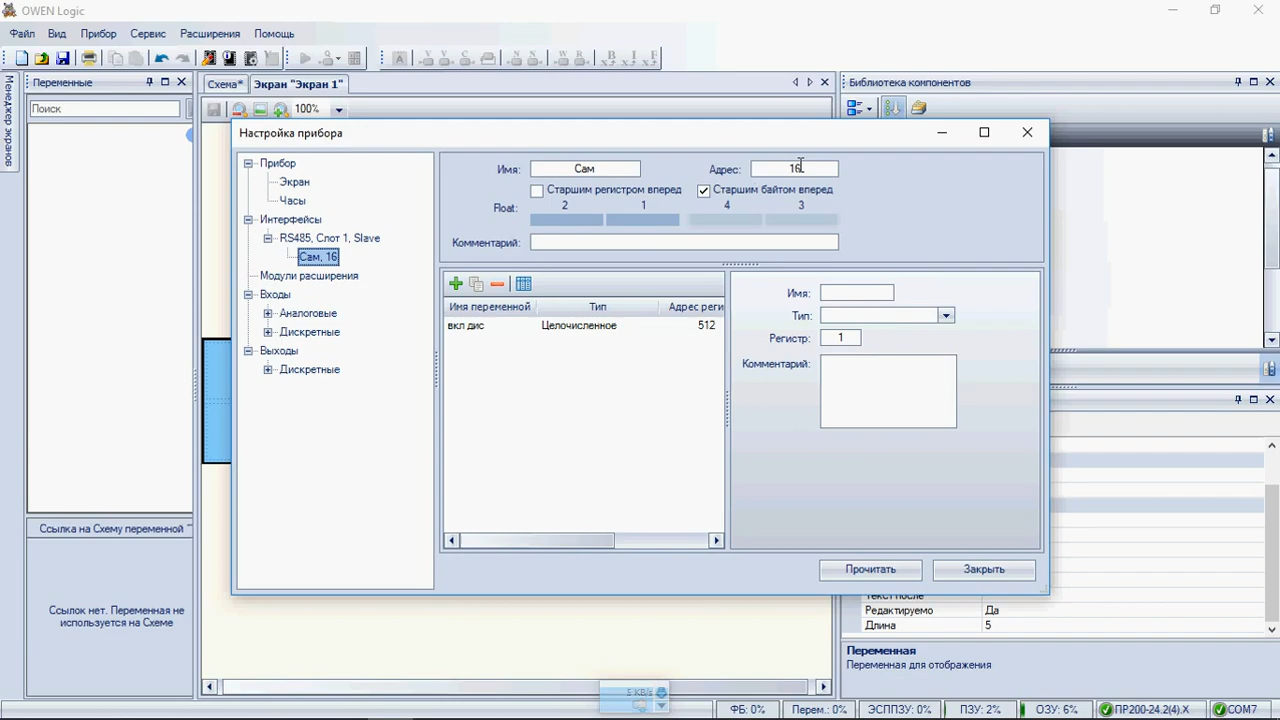 OWEN Logic
Файл Вид Прибор Сервис Расширения Помощь
Менеджер экранов
Переменные
Схема* Экран "Экран 1"
Библиотека компонентов
Поиск
100%
Настройка прибора
Прибор
Экран
Часы
Интерфейсы
RS485, Слот 1, Slave
Сам, 16
Модули расширения
Входы
Аналоговые
Дискретные
Выходы
Дискретные
Имя: Сам Адрес: 16
Старшим регистром вперед Старшим байтом вперед
Float: 2 1 4 3
Комментарий:
Имя переменной Тип Адрес реги
вкл дис Целочисленное 512
Имя:
Тип:
Регистр: 1
Комментарий:
Прочитать Закрыть
Ссылка на Схему переменной "
Ссылок нет. Переменная не
используется на Схеме
Текст после
Редактируемо Да
Длина 5
Переменная
Переменная для отображения
5 KB/s
ФБ: 0% Перем.: 0% ЭСППЗУ: 0% ПЗУ: 2% ОЗУ: 6% ПР200-24.2(4).X COM7